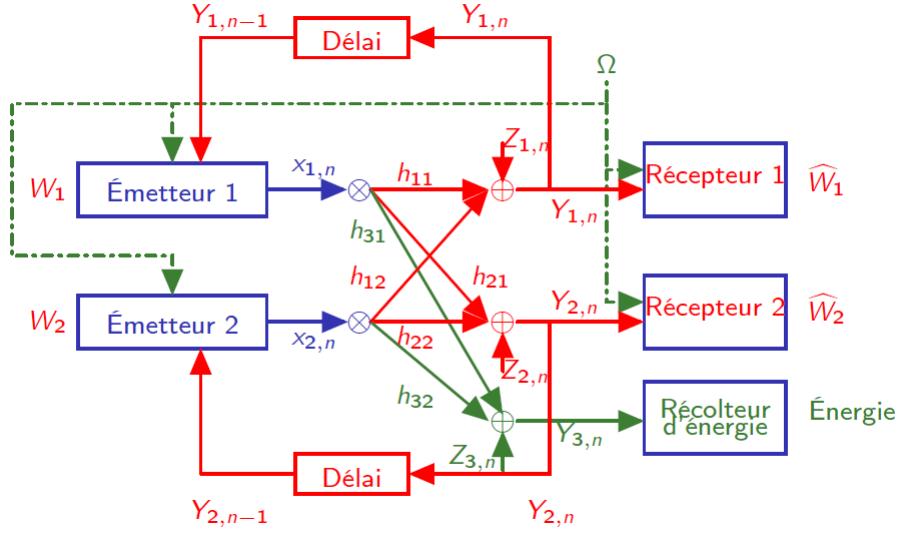 Y₁,ₙ₋₁
Délai
Y₁,ₙ
Ω
Z₁,ₙ
W₁
Émetteur 1
x₁,ₙ
h₁₁
Récepteur 1
Ŵ₁
Y₁,ₙ
h₃₁
h₁₂
h₂₁
W₂
Émetteur 2
x₂,ₙ
h₂₂
Y₂,ₙ
Récepteur 2
Ŵ₂
Z₂,ₙ
h₃₂
Y₃,ₙ
Récolteur
d'énergie
Énergie
Z₃,ₙ
Délai
Y₂,ₙ₋₁
Y₂,ₙ